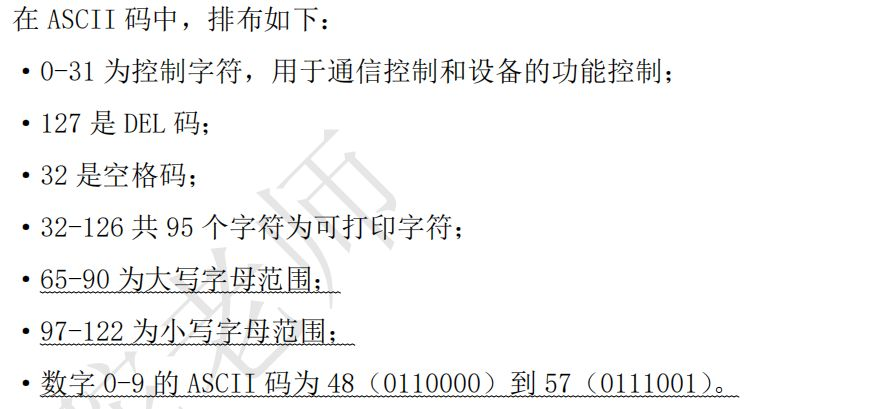 在 ASCII 码中，排布如下：
·0-31 为控制字符，用于通信控制和设备的功能控制；
·127 是 DEL 码；
·32 是空格码；
·32-126 共 95 个字符为可打印字符；
·65-90 为大写字母范围；
·97-122 为小写字母范围；
·数字 0-9 的 ASCII 码为 48（0110000）到 57（0111001）。
老师